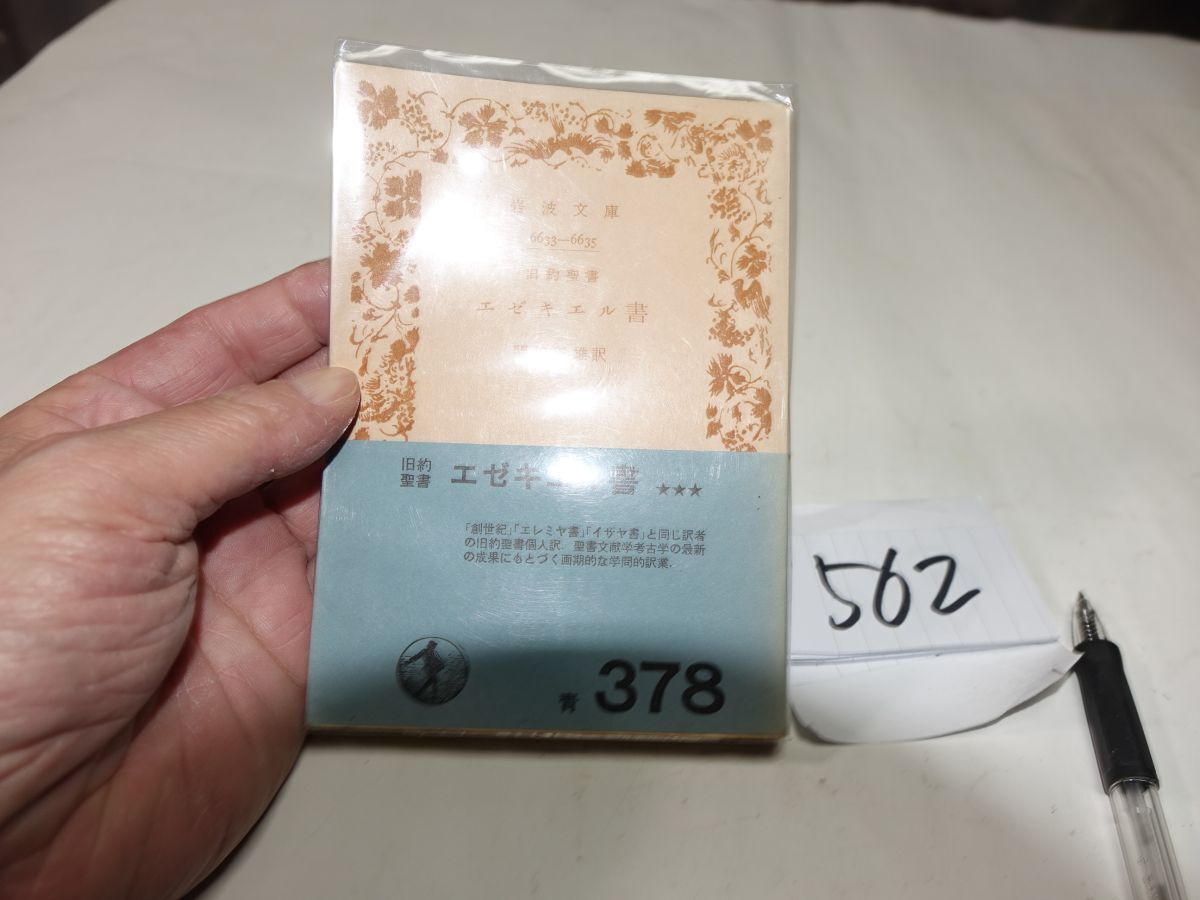 岩波文庫
6633—6635
旧約聖書
エゼキエル書
雄訳
旧約
聖書
エゼキエル書 ★★★
「創世紀」「エレミヤ書」「イザヤ書」と同じ訳者
の旧約聖書個人訳．聖書文献学考古学の最新
の成果にもとづく画期的な学問的訳業．
青 378
562